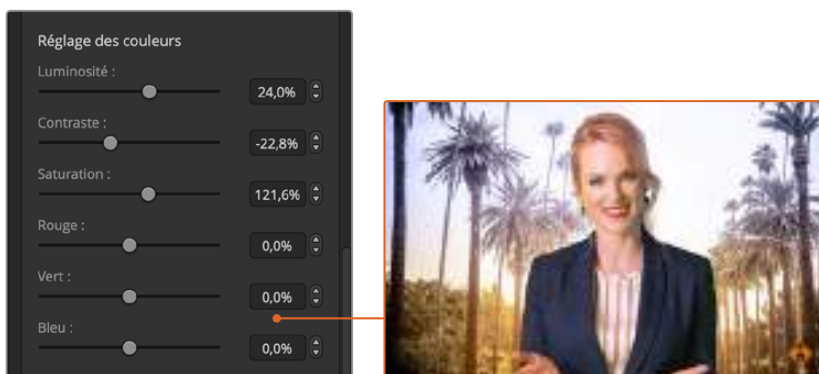 Réglage des couleurs
Luminosité :
24,0%
Contraste :
-22,8%
Saturation :
121,6%
Rouge :
0,0%
Vert :
0,0%
Bleu :
0,0%